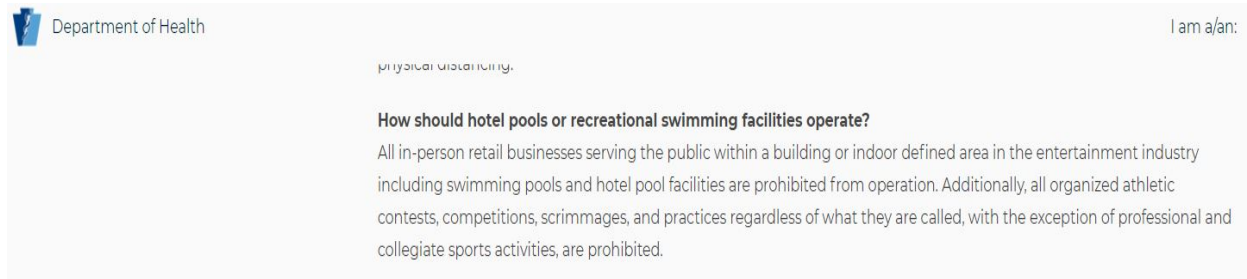 Department of Health
I am a/an:
physical distancing.
How should hotel pools or recreational swimming facilities operate?
All in-person retail businesses serving the public within a building or indoor defined area in the entertainment industry
including swimming pools and hotel pool facilities are prohibited from operation. Additionally, all organized athletic
contests, competitions, scrimmages, and practices regardless of what they are called, with the exception of professional and
collegiate sports activities, are prohibited.